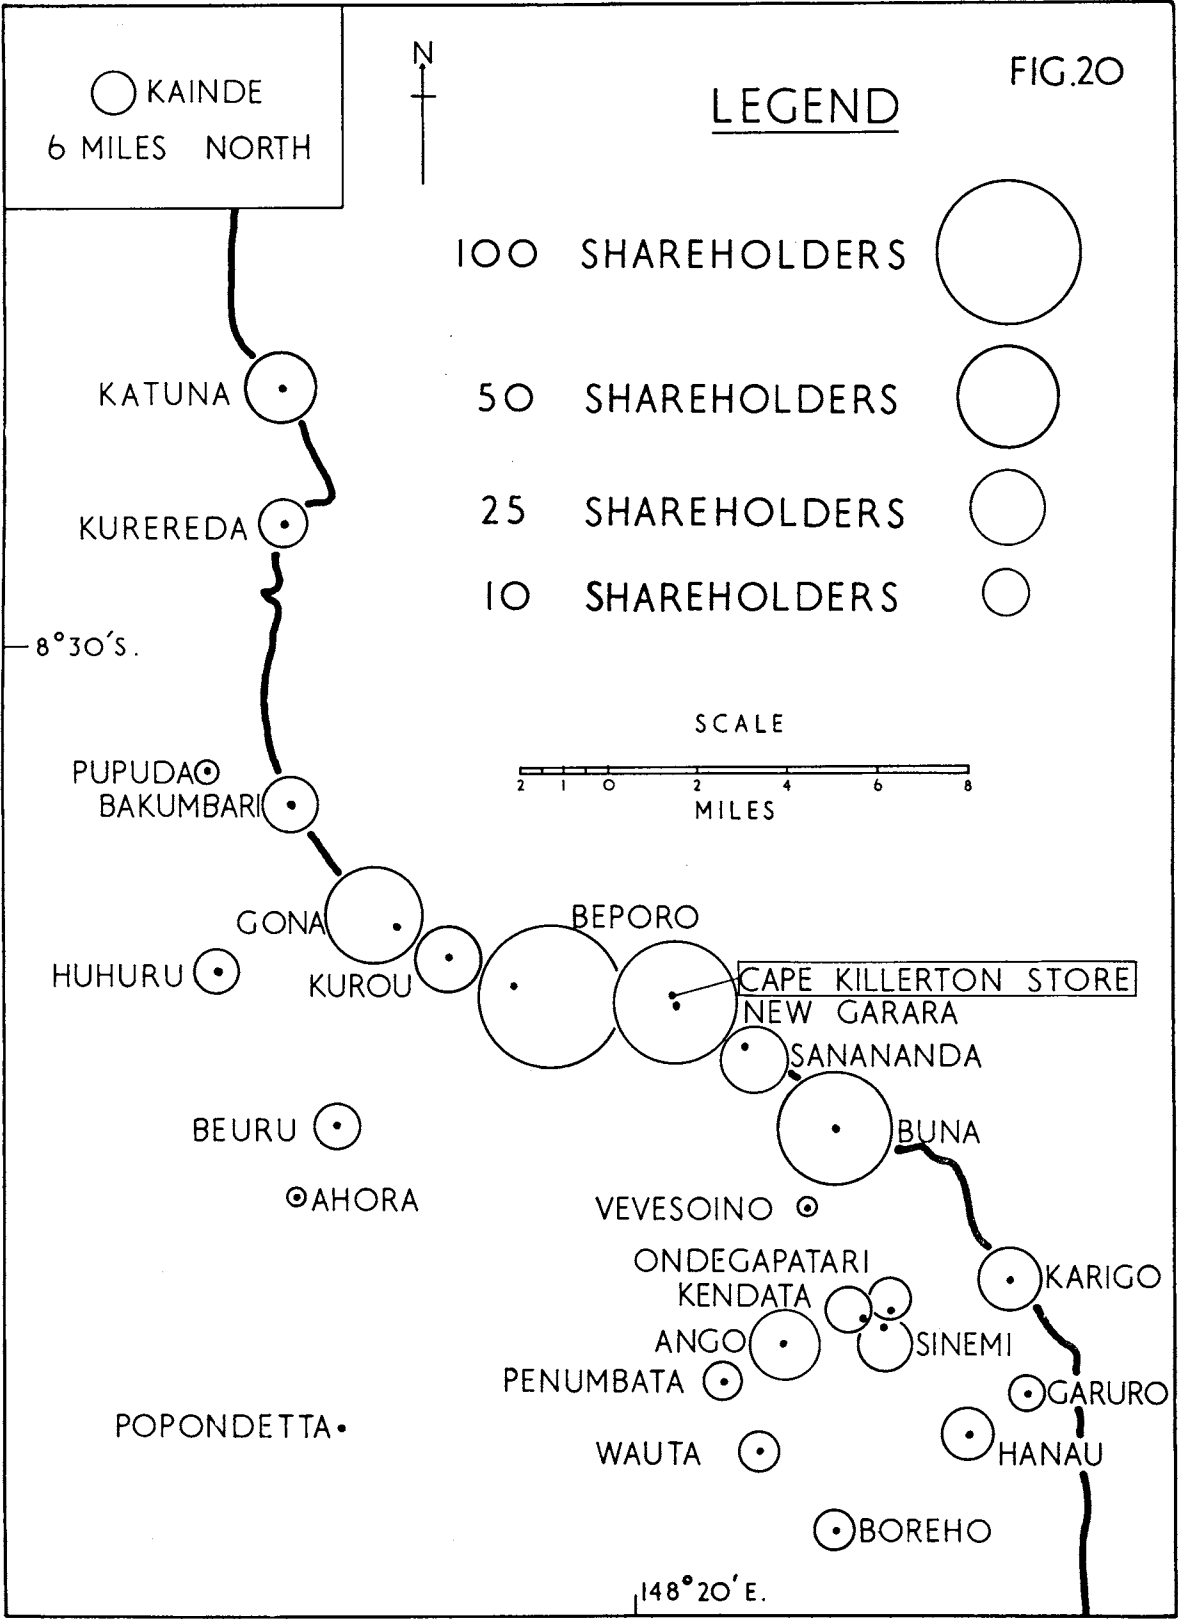 KAINDE
6 MILES NORTH
N
FIG.20
LEGEND
100 SHAREHOLDERS
50 SHAREHOLDERS
25 SHAREHOLDERS
10 SHAREHOLDERS
KATUNA
KUREREDA
8°30'S.
SCALE
2 1 0 2 4 6 8
MILES
PUPUDA
BAKUMBARI
GONA
BEPORO
HUHURU
KUROU
CAPE KILLERTON STORE
NEW GARARA
SANANANDA
BEURU
BUNA
AHORA
VEVESOINO
ONDEGAPATARI
KENDATA
KARIGO
ANGO
SINEMI
PENUMBATA
GARURO
POPONDETTA
WAUTA
HANAU
BOREHO
148°20'E.